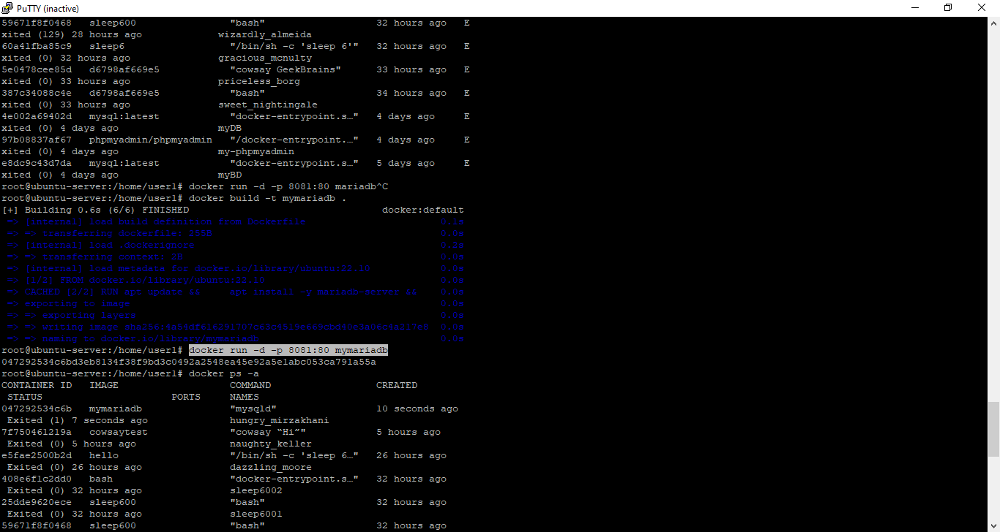 PuTTY (inactive)
59671f8f0468   sleep600                "bash"                   32 hours ago   E
xited (129) 28 hours ago             wizardly_almeida
60a41fba85c9   sleep6                  "/bin/sh -c 'sleep 6'"   32 hours ago   E
xited (0) 32 hours ago               gracious_mcnulty
5e0478cee85d   d6798af669e5            "cowsay GeekBrains"      33 hours ago   E
xited (0) 33 hours ago               priceless_borg
387c34088c4e   d6798af669e5            "bash"                   34 hours ago   E
xited (0) 33 hours ago               sweet_nightingale
4e002a69402d   mysql:latest            "docker-entrypoint.s…"   4 days ago     E
xited (0) 4 days ago                 myDB
97b08837af67   phpmyadmin/phpmyadmin   "/docker-entrypoint.…"   4 days ago     E
xited (0) 4 days ago                 my-phpmyadmin
e8dc9c43d7da   mysql:latest            "docker-entrypoint.s…"   5 days ago     E
xited (0) 4 days ago                 myBD
root@ubuntu-server:/home/user1# docker run -d -p 8081:80 mariadb^C
root@ubuntu-server:/home/user1# docker build -t mymariadb .
[+] Building 0.6s (6/6) FINISHED                                 docker:default
 => [internal] load build definition from Dockerfile                       0.1s
 => => transferring dockerfile: 255B                                       0.0s
 => [internal] load .dockerignore                                          0.2s
 => => transferring context: 2B                                            0.0s
 => [internal] load metadata for docker.io/library/ubuntu:22.10            0.0s
 => [1/2] FROM docker.io/library/ubuntu:22.10                              0.0s
 => CACHED [2/2] RUN apt update &&     apt install -y mariadb-server &&    0.0s
 => exporting to image                                                     0.0s
 => => exporting layers                                                    0.0s
 => => writing image sha256:4a54df616291707c63c4519e669cbd40e3a06c4a217e8  0.0s
 => => naming to docker.io/library/mymariadb                               0.0s
root@ubuntu-server:/home/user1# docker run -d -p 8081:80 mymariadb
047292534c6bd3eb8134f38f9bd3c0492a2548ea45e92a5e1abc053ca791a55a
root@ubuntu-server:/home/user1# docker ps -a
CONTAINER ID   IMAGE                   COMMAND                  CREATED
 STATUS                      PORTS     NAMES
047292534c6b   mymariadb               "mysqld"                 10 seconds ago
 Exited (1) 7 seconds ago              hungry_mirzakhani
7f750461219a   cowsaytest              "cowsay “Hi”"            5 hours ago
 Exited (0) 5 hours ago                naughty_keller
e5fae2500b2d   hello                   "/bin/sh -c 'sleep 6…"   26 hours ago
 Exited (0) 26 hours ago               dazzling_moore
408e6f1c2dd0   bash                    "docker-entrypoint.s…"   32 hours ago
 Exited (0) 32 hours ago               sleep6002
25dde9620ece   sleep600                "bash"                   32 hours ago
 Exited (0) 32 hours ago               sleep6001
59671f8f0468   sleep600                "bash"                   32 hours ago